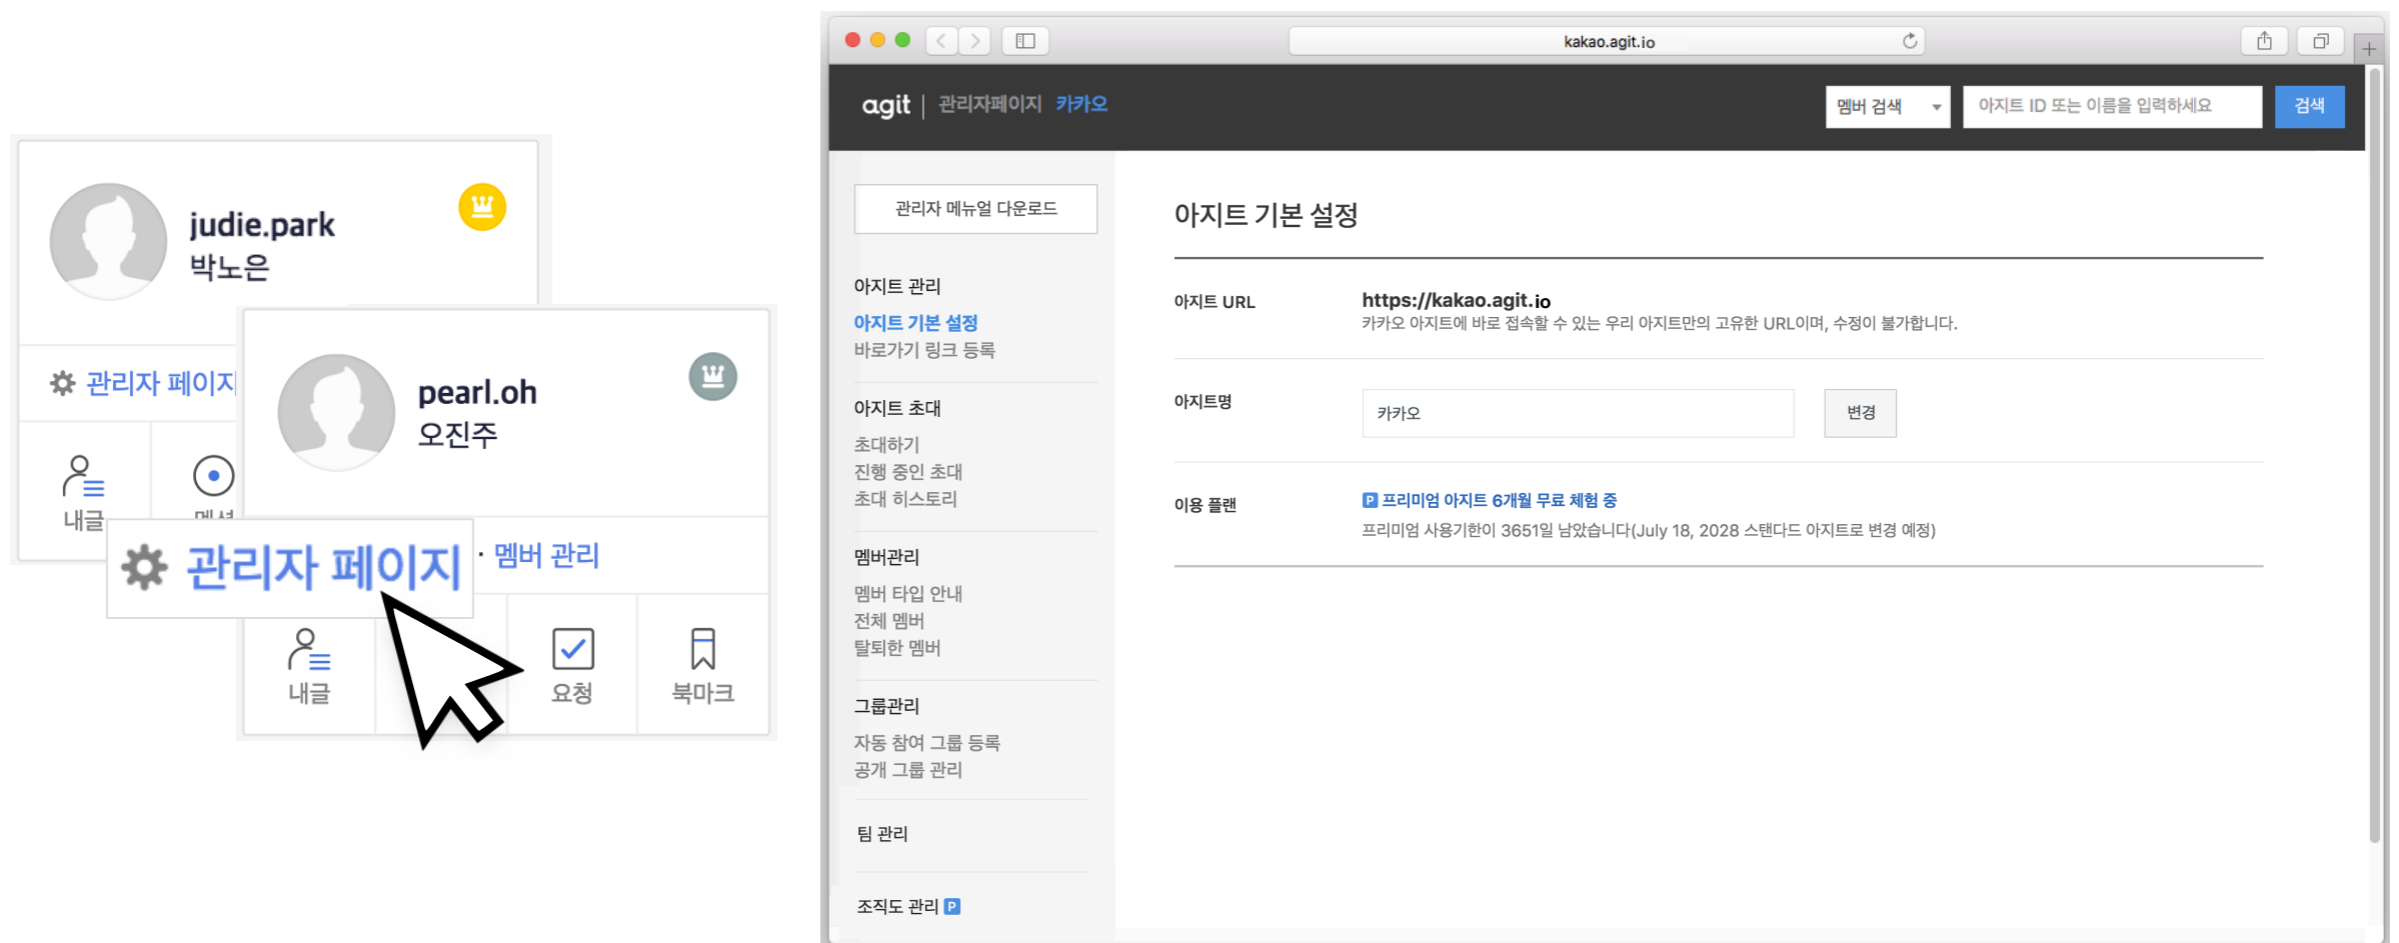 judie.park
박노은
관리자 페이지
내글
멘션
pearl.oh
오진주
관리자 페이지
· 멤버 관리
내글
요청
북마크
kakao.agit.io
agit | 관리자페이지 카카오
멤버 검색
아지트 ID 또는 이름을 입력하세요
검색
관리자 메뉴얼 다운로드
아지트 관리
아지트 기본 설정
바로가기 링크 등록
아지트 초대
초대하기
진행 중인 초대
초대 히스토리
멤버관리
멤버 타입 안내
전체 멤버
탈퇴한 멤버
그룹관리
자동 참여 그룹 등록
공개 그룹 관리
팀 관리
조직도 관리 P
아지트 기본 설정
아지트 URL
https://kakao.agit.io
카카오 아지트에 바로 접속할 수 있는 우리 아지트만의 고유한 URL이며, 수정이 불가합니다.
아지트명
카카오
변경
이용 플랜
P 프리미엄 아지트 6개월 무료 체험 중
프리미엄 사용기한이 3651일 남았습니다(July 18, 2028 스탠다드 아지트로 변경 예정)